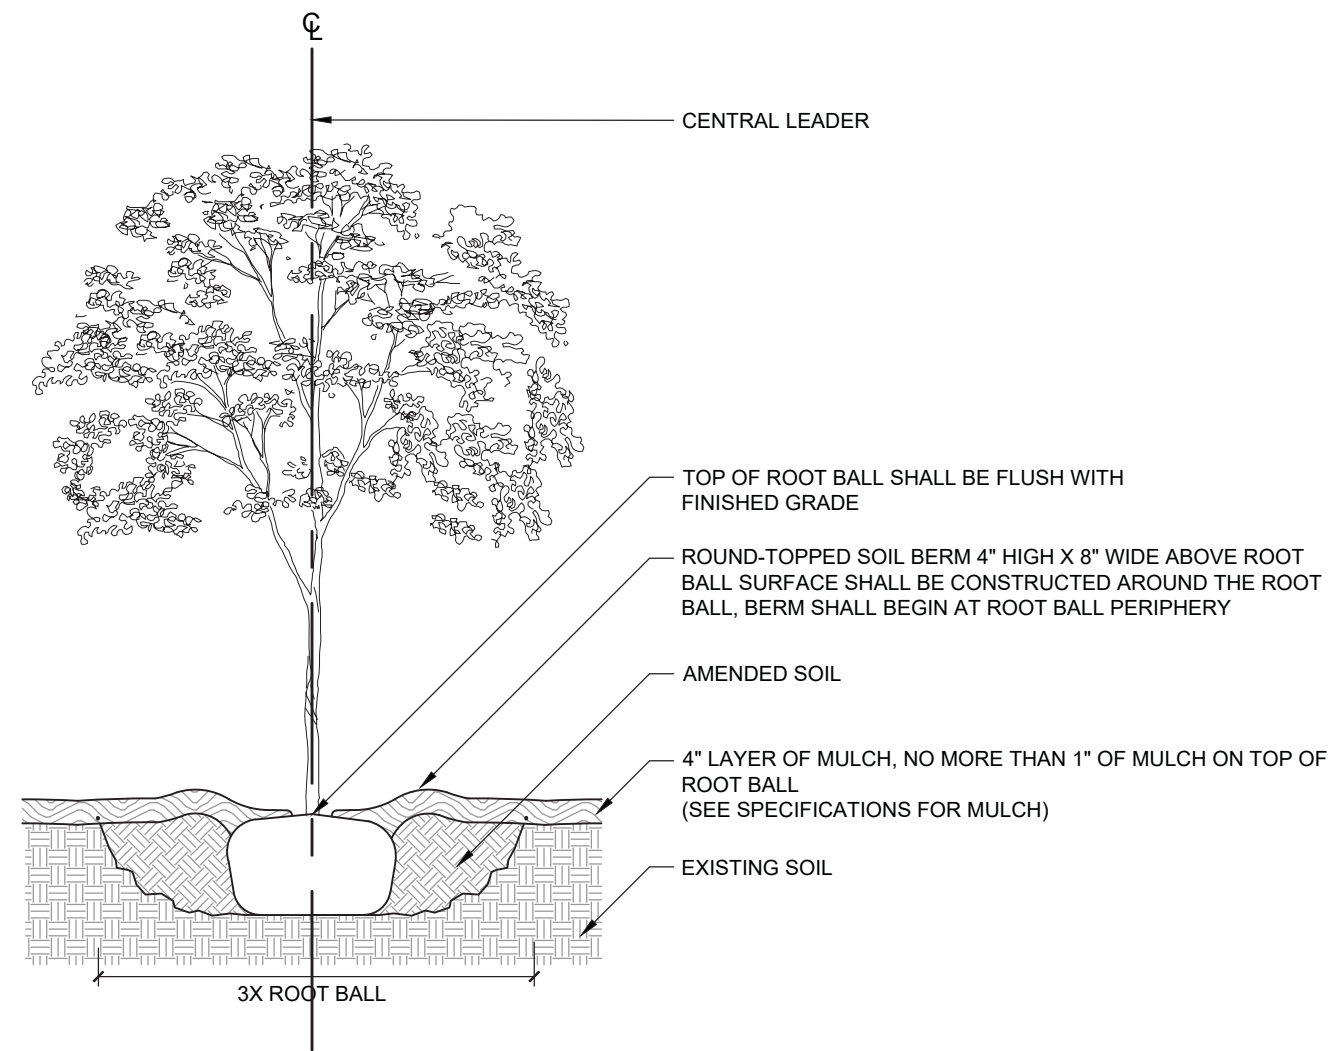 ℄
CENTRAL LEADER
TOP OF ROOT BALL SHALL BE FLUSH WITH
FINISHED GRADE
ROUND-TOPPED SOIL BERM 4" HIGH X 8" WIDE ABOVE ROOT
BALL SURFACE SHALL BE CONSTRUCTED AROUND THE ROOT
BALL, BERM SHALL BEGIN AT ROOT BALL PERIPHERY
AMENDED SOIL
4" LAYER OF MULCH, NO MORE THAN 1" OF MULCH ON TOP OF
ROOT BALL
(SEE SPECIFICATIONS FOR MULCH)
EXISTING SOIL
3X ROOT BALL